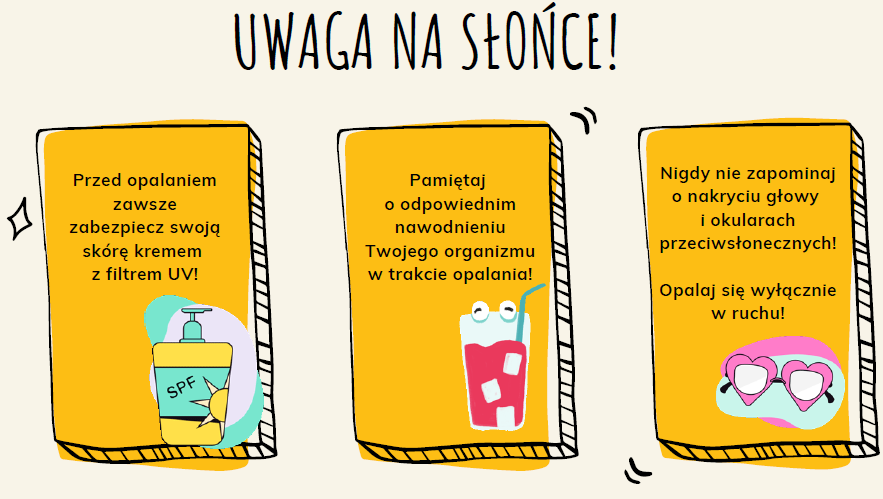 UWAGA NA SŁOŃCE!
Przed opalaniem
zawsze
zabezpiecz swoją
skórę kremem
z filtrem UV!
SPF
Pamiętaj
o odpowiednim
nawodnieniu
Twojego organizmu
w trakcie opalania!
Nigdy nie zapominaj
o nakryciu głowy
i okularach
przeciwsłonecznych!
Opalaj się wyłącznie
w ruchu!